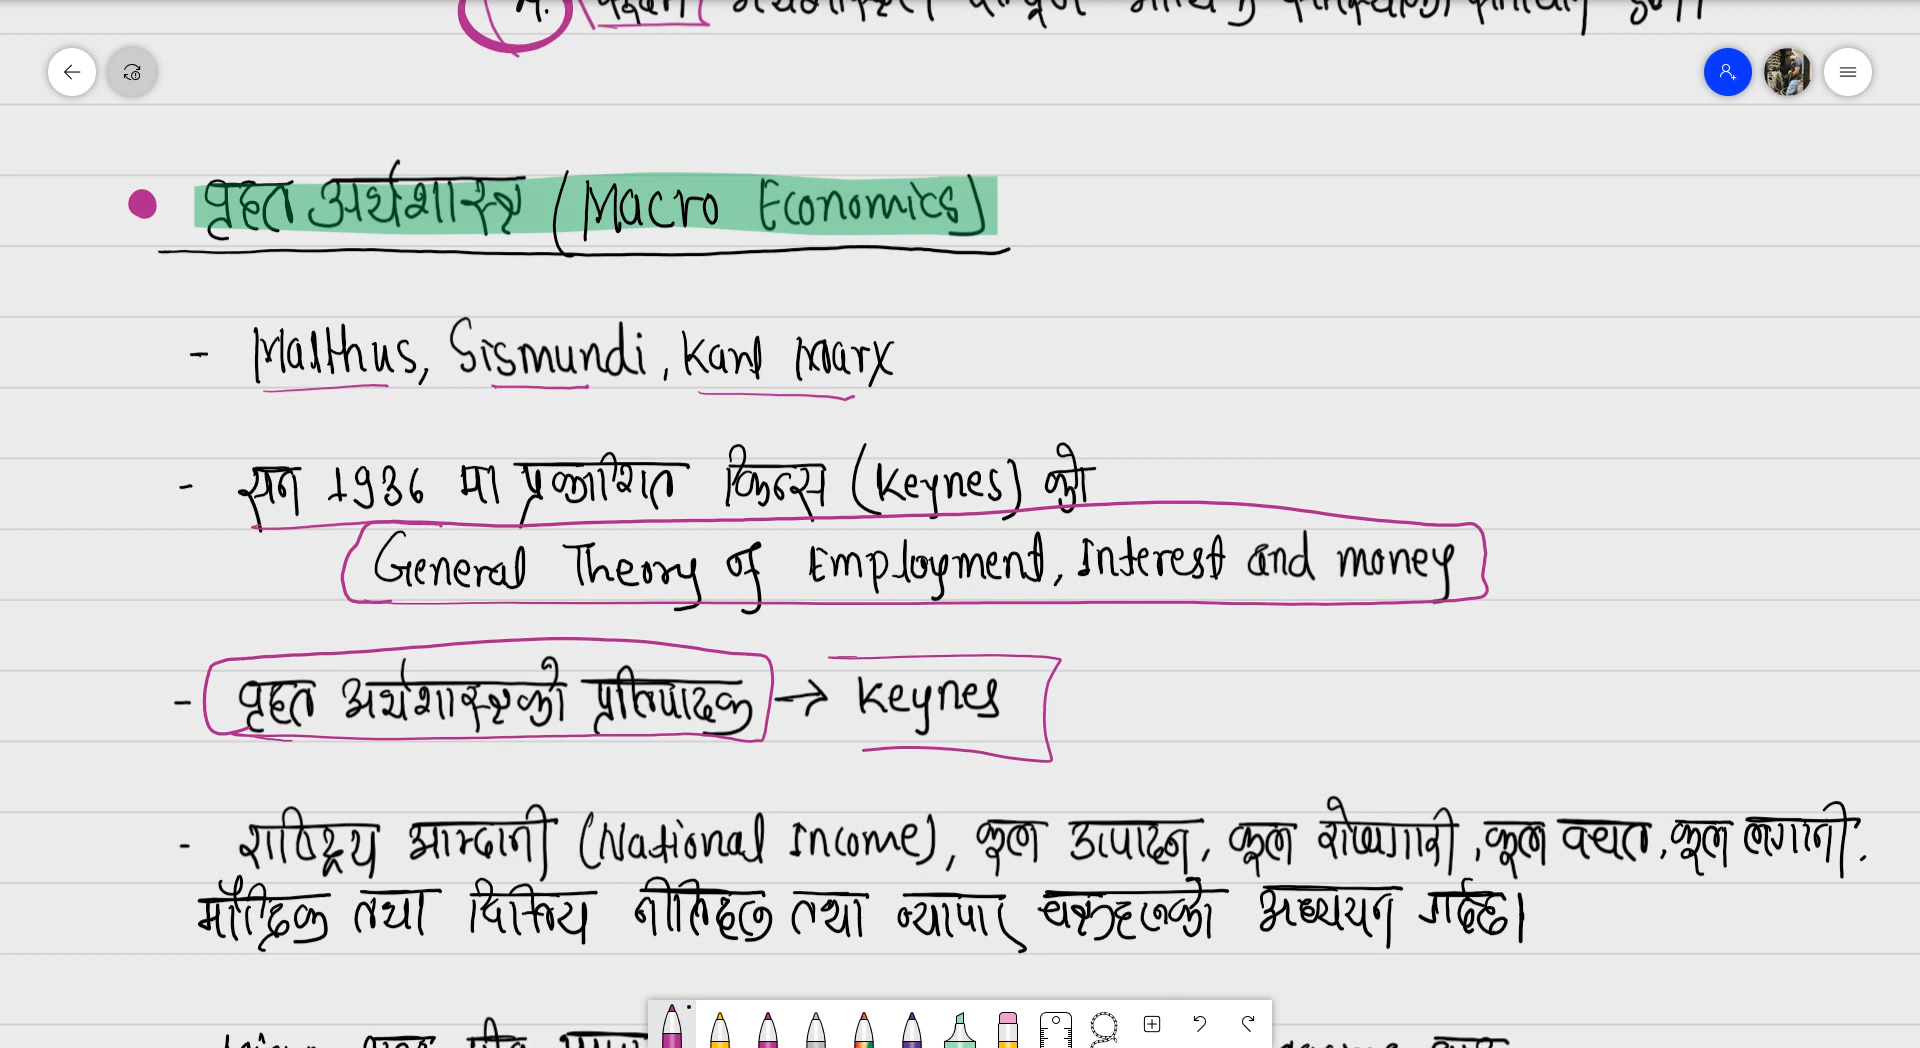 बृहत अर्थशास्त्र (Macro Economics)
- Malthus, Sismundi, Karl Marx
- सन 1936 मा प्रकाशित किन्स (Keynes) को
General Theory of Employment, Interest and money
- बृहत अर्थशास्त्रको प्रतिपादक → Keynes
- राष्ट्रिय आम्दानी (National Income), कूल उत्पादन, कूल रोजगारी, कूल बचत, कूल लगानी,
मौद्रिक तथा वित्तिय नीतिहरु तथा व्यापार चक्रहरुको अध्ययन गर्दछ।